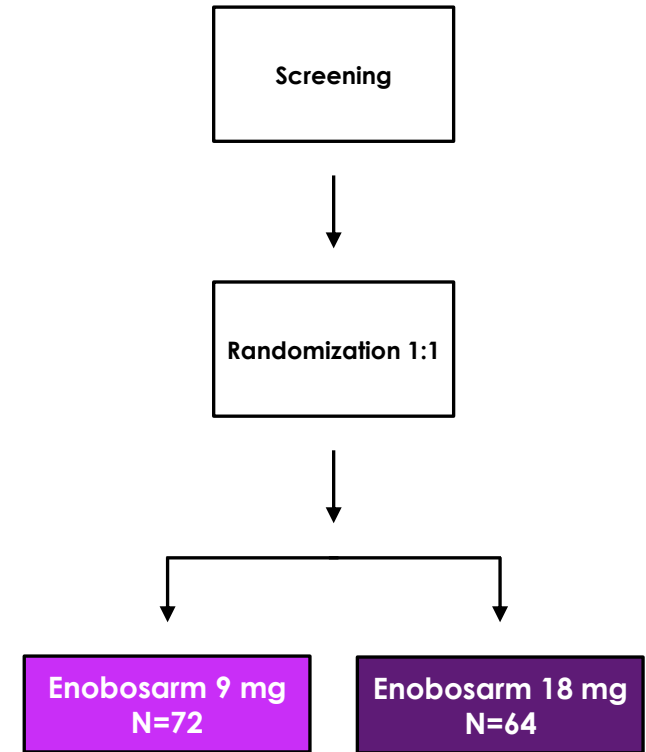 Screening
Randomization 1:1
Enobosarm 9 mg
N=72
Enobosarm 18 mg
N=64